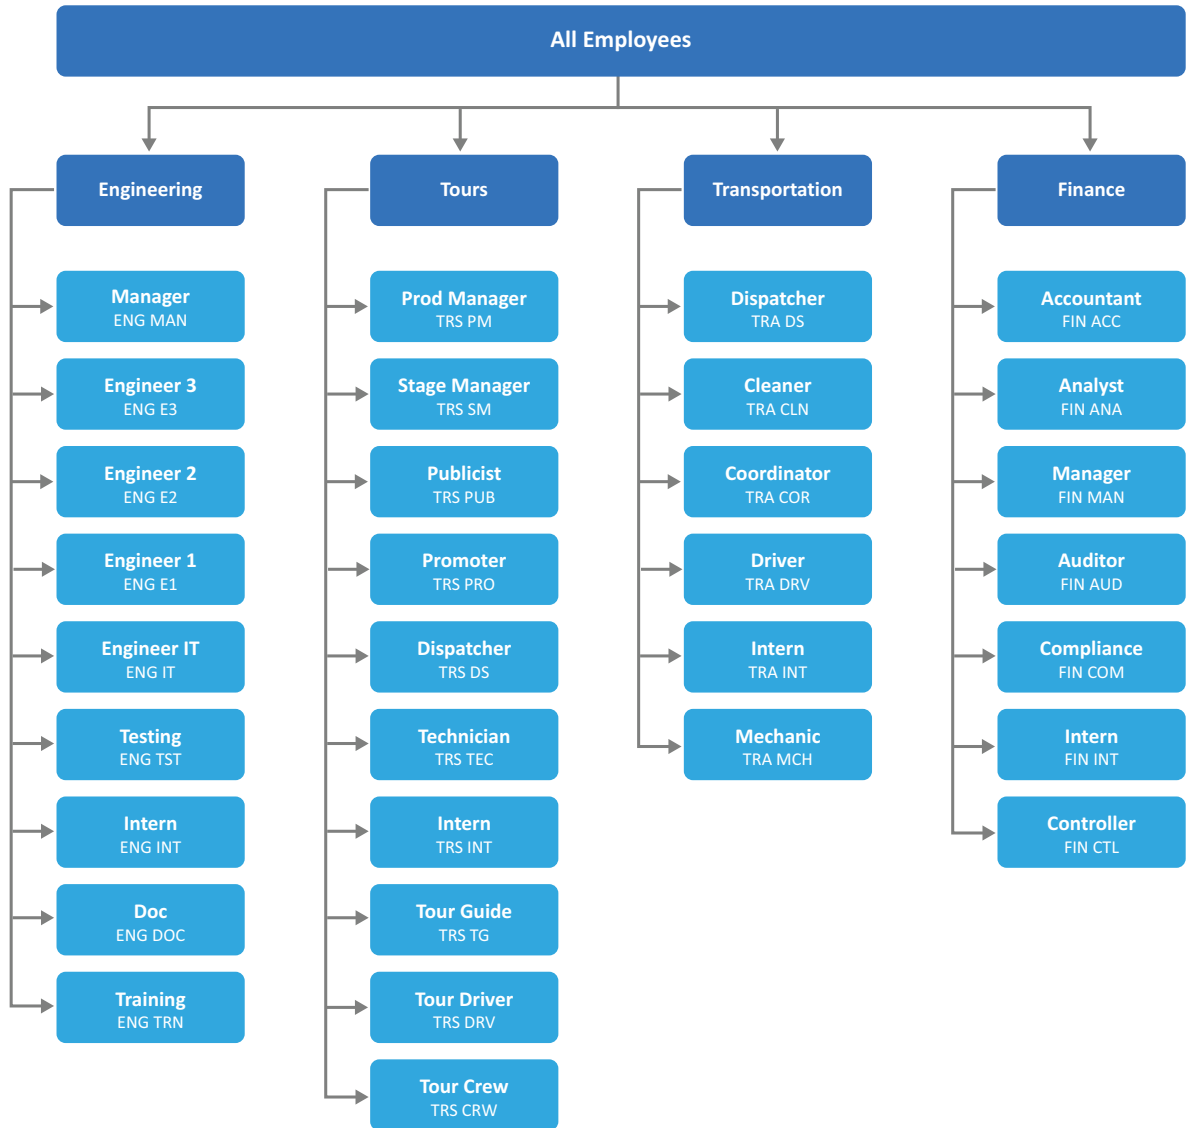 All Employees
Engineering
Tours
Transportation
Finance
Manager
ENG MAN
Engineer 3
ENG E3
Engineer 2
ENG E2
Engineer 1
ENG E1
Engineer IT
ENG IT
Testing
ENG TST
Intern
ENG INT
Doc
ENG DOC
Training
ENG TRN
Prod Manager
TRS PM
Stage Manager
TRS SM
Publicist
TRS PUB
Promoter
TRS PRO
Dispatcher
TRS DS
Technician
TRS TEC
Intern
TRS INT
Tour Guide
TRS TG
Tour Driver
TRS DRV
Tour Crew
TRS CRW
Dispatcher
TRA DS
Cleaner
TRA CLN
Coordinator
TRA COR
Driver
TRA DRV
Intern
TRA INT
Mechanic
TRA MCH
Accountant
FIN ACC
Analyst
FIN ANA
Manager
FIN MAN
Auditor
FIN AUD
Compliance
FIN COM
Intern
FIN INT
Controller
FIN CTL